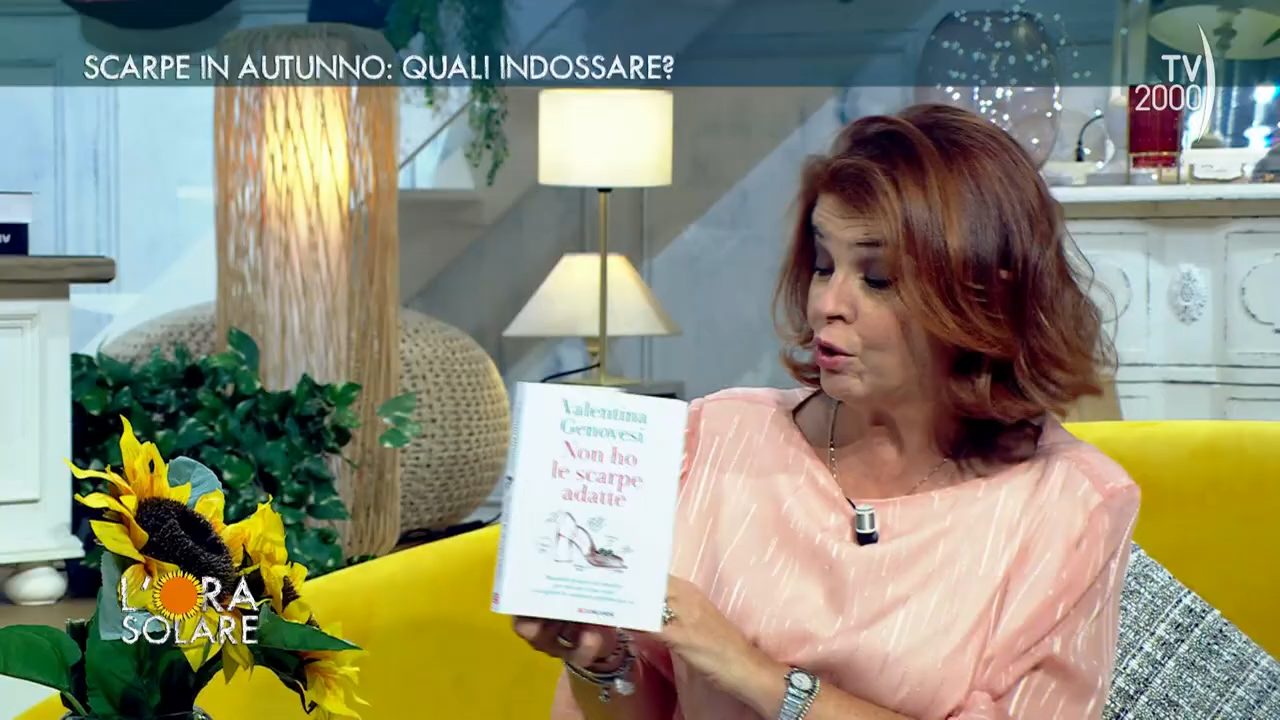 SCARPE IN AUTUNNO: QUALI INDOSSARE?
TV
2000
Valentina
Genovesi
Non ho
le scarpe
adatte
L'ORA
SOLARE